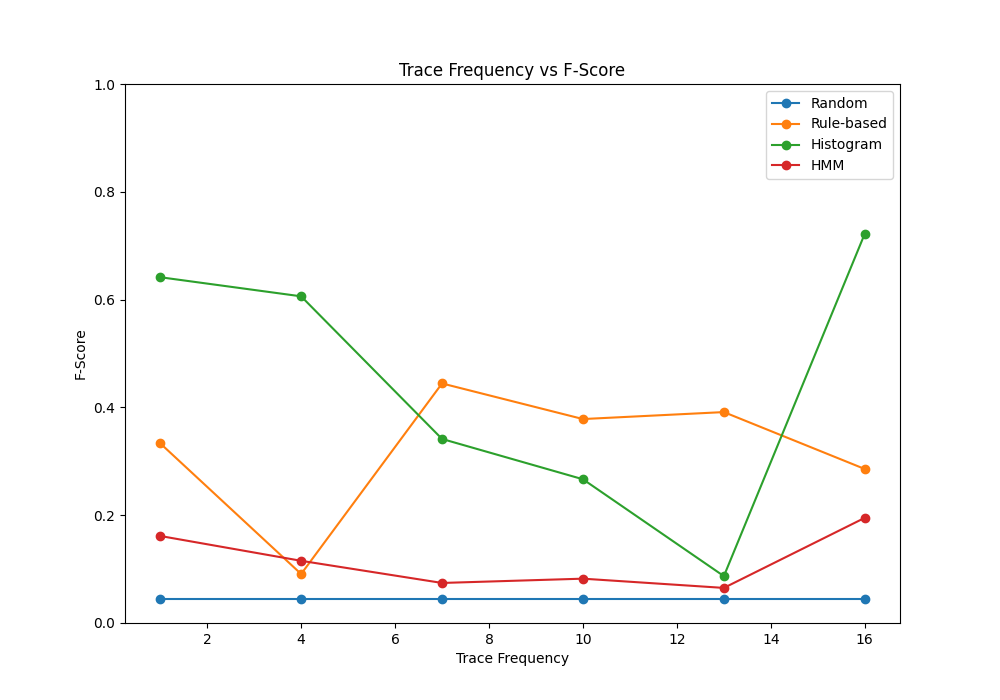 Trace Frequency vs F-Score
1.0
0.8
0.6
0.4
0.2
0.0
F-Score
2 4 6 8 10 12 14 16
Trace Frequency
Random
Rule-based
Histogram
HMM